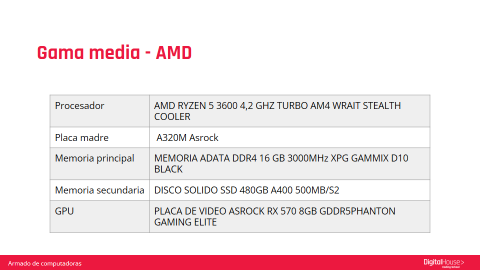 Gama media - AMD
Procesador
AMD RYZEN 5 3600 4,2 GHZ TURBO AM4 WRAIT STEALTH
COOLER
Placa madre
A320M Asrock
Memoria principal
MEMORIA ADATA DDR4 16 GB 3000MHz XPG GAMMIX D10
BLACK
Memoria secundaria
DISCO SOLIDO SSD 480GB A400 500MB/S2
GPU
PLACA DE VIDEO ASROCK RX 570 8GB GDDR5PHANTON
GAMING ELITE
Armado de computadoras
DigitalHouse>